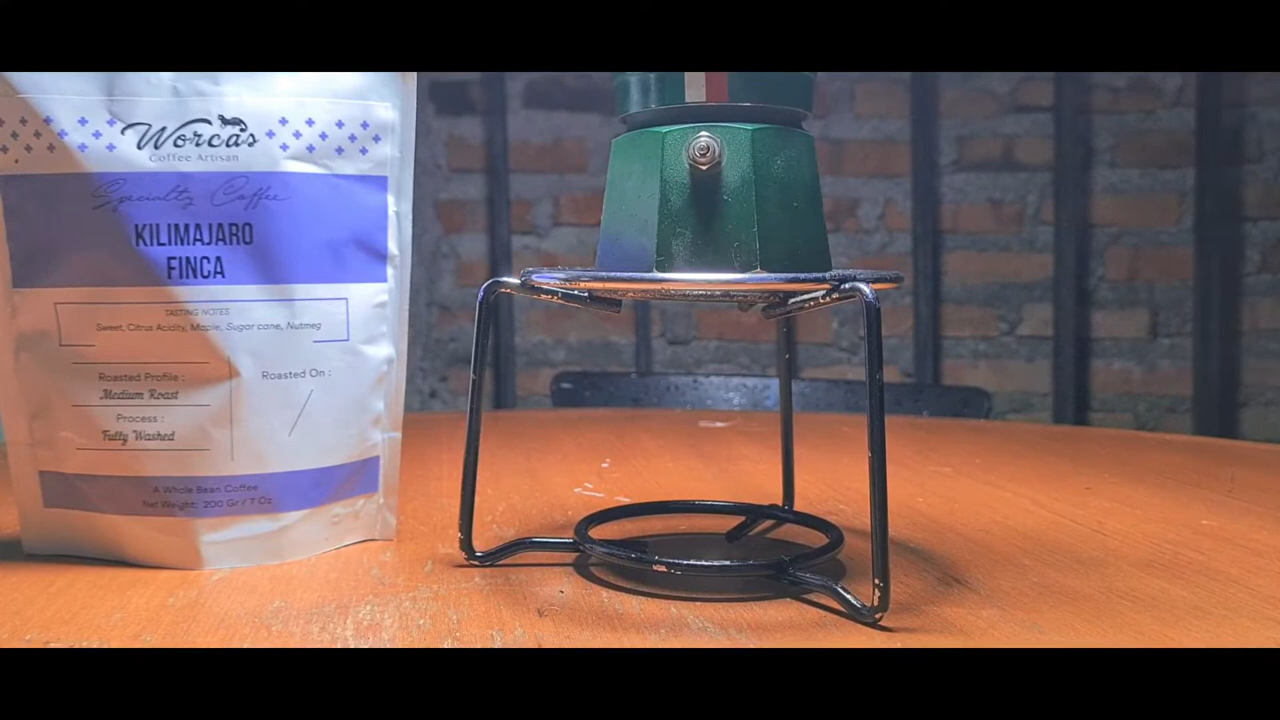 Worcas
Coffee Artisan
Specialty Coffee
KILIMAJARO
FINCA
TASTING NOTES
Sweet, Citrus Acidity, Maple, Sugar cane, Nutmeg
Roasted Profile :
Medium Roast
Process :
Fully Washed
Roasted On :
/
A Whole Bean Coffee
Net Weight: 200 Gr / 7 Oz